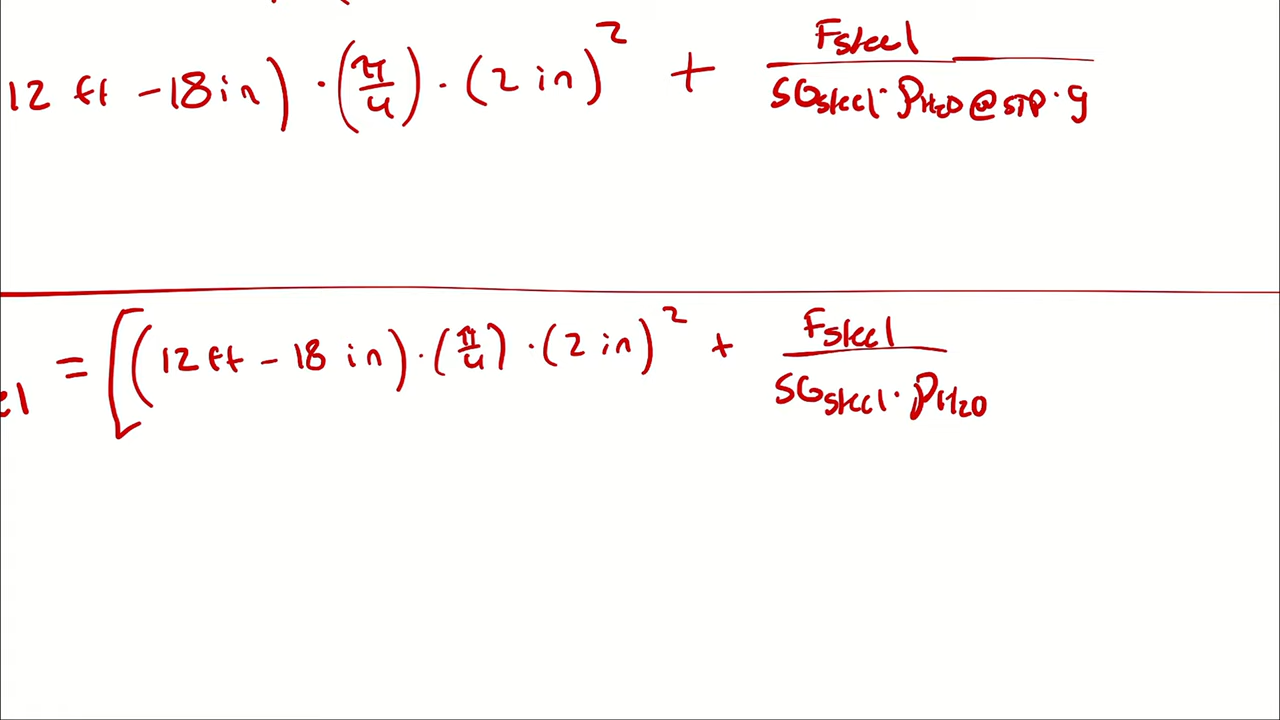 12 ft - 18 in) · (π/4) · (2 in)² + Fsteel / SGsteel · ρH₂O@STP · g
= [(12 ft - 18 in) · (π/4) · (2 in)² + Fsteel / SGsteel · ρH₂O
el